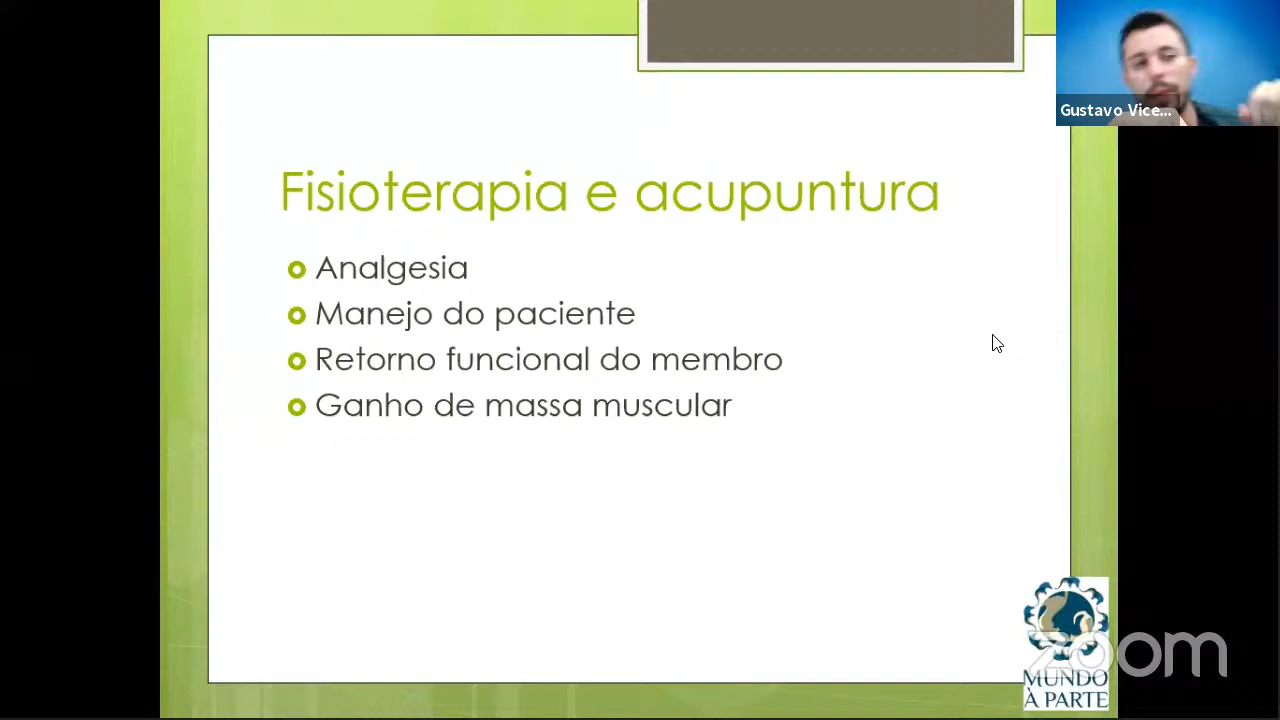 Gustavo Vice...
Fisioterapia e acupuntura
Analgesia
Manejo do paciente
Retorno funcional do membro
Ganho de massa muscular
zoom
MUNDO
À PARTE